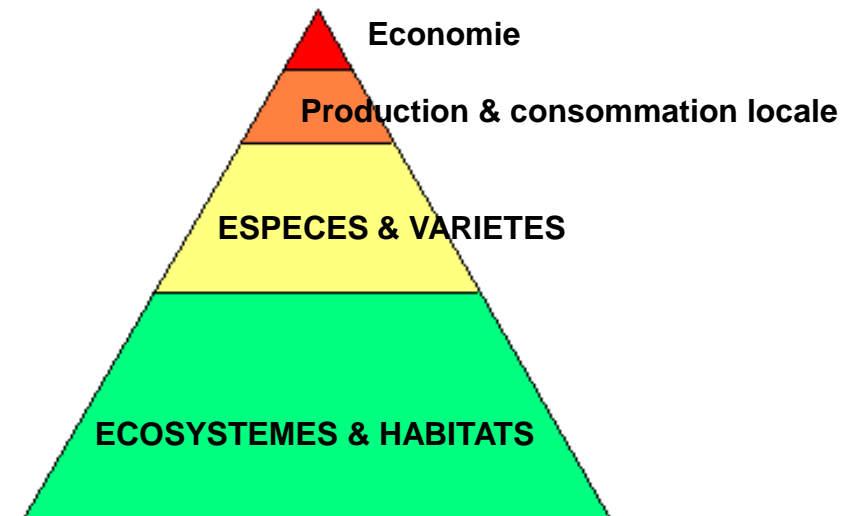 Economie
Production & consommation locale
ESPECES & VARIETES
ECOSYSTEMES & HABITATS